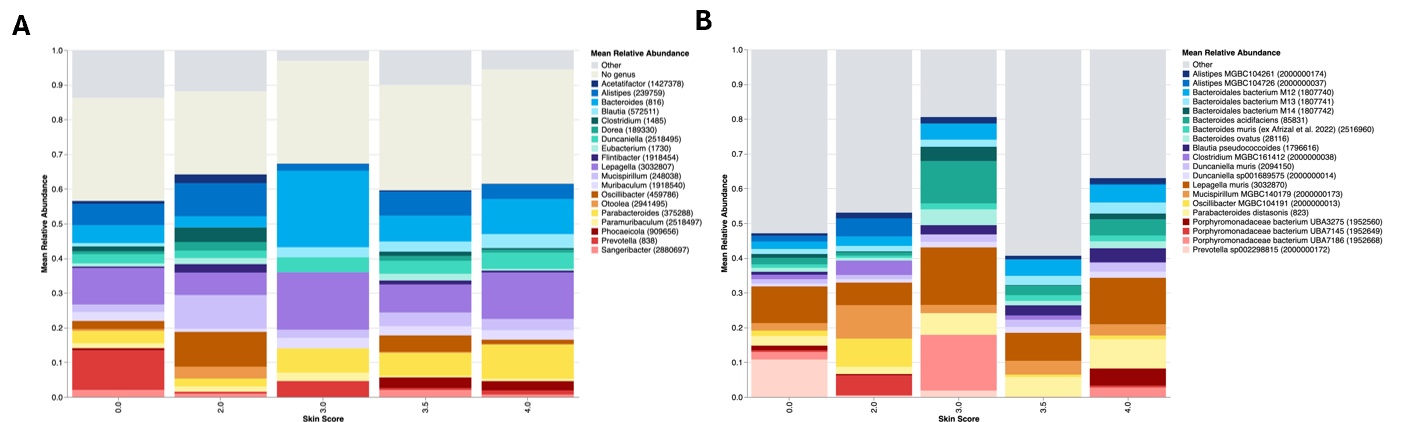 A
Mean Relative Abundance
1.0
0.9
0.8
0.7
0.6
0.5
0.4
0.3
0.2
0.1
0.0
0.0
2.0
3.0
3.5
4.0
Skin Score
Mean Relative Abundance
Other
No genus
Acetatifactor (1427378)
Alistipes (239759)
Bacteroides (816)
Blautia (572511)
Clostridium (1485)
Dorea (189330)
Duncaniella (2518495)
Eubacterium (1730)
Flintibacter (1918454)
Lepagella (3032807)
Mucispirillum (248038)
Muribaculum (1918540)
Oscillibacter (459786)
Otoolea (2941495)
Parabacteroides (375288)
Paramuribaculum (2518497)
Phocaeicola (909656)
Prevotella (838)
Sangeribacter (2880697)
B
Mean Relative Abundance
1.0
0.9
0.8
0.7
0.6
0.5
0.4
0.3
0.2
0.1
0.0
0.0
2.0
3.0
3.5
4.0
Skin Score
Mean Relative Abundance
Other
Alistipes MGBC104261 (2000000174)
Alistipes MGBC104726 (2000000037)
Bacteroidales bacterium M12 (1807740)
Bacteroidales bacterium M13 (1807741)
Bacteroidales bacterium M14 (1807742)
Bacteroides acidifaciens (85831)
Bacteroides muris (ex Afrizal et al. 2022) (2516960)
Bacteroides ovatus (28116)
Blautia pseudococcoides (1796616)
Clostridium MGBC161412 (2000000038)
Duncaniella muris (2094150)
Duncaniella sp001689575 (2000000014)
Lepagella muris (3032870)
Mucispirillum MGBC140179 (2000000173)
Oscillibacter MGBC104191 (2000000013)
Parabacteroides distasonis (823)
Porphyromonadaceae bacterium UBA3275 (1952560)
Porphyromonadaceae bacterium UBA7145 (1952649)
Porphyromonadaceae bacterium UBA7186 (1952668)
Prevotella sp002298815 (2000000172)